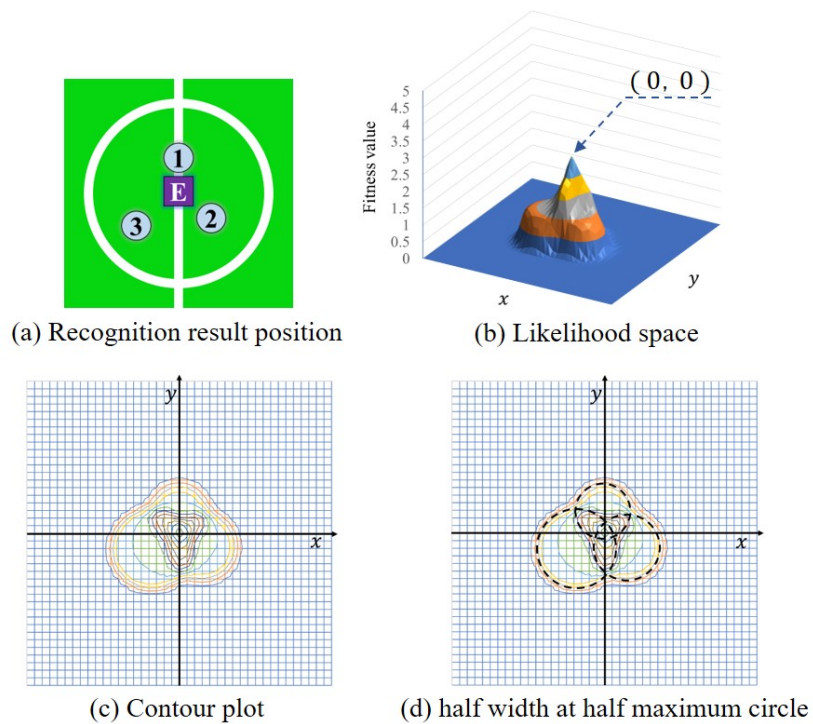 1
E
2
3
(a) Recognition result position
(0, 0)
Fitness value
5
4.5
4
3.5
3
2.5
2
1.5
1
0.5
0
x
y
(b) Likelihood space
y
x
(c) Contour plot
y
x
(d) half width at half maximum circle